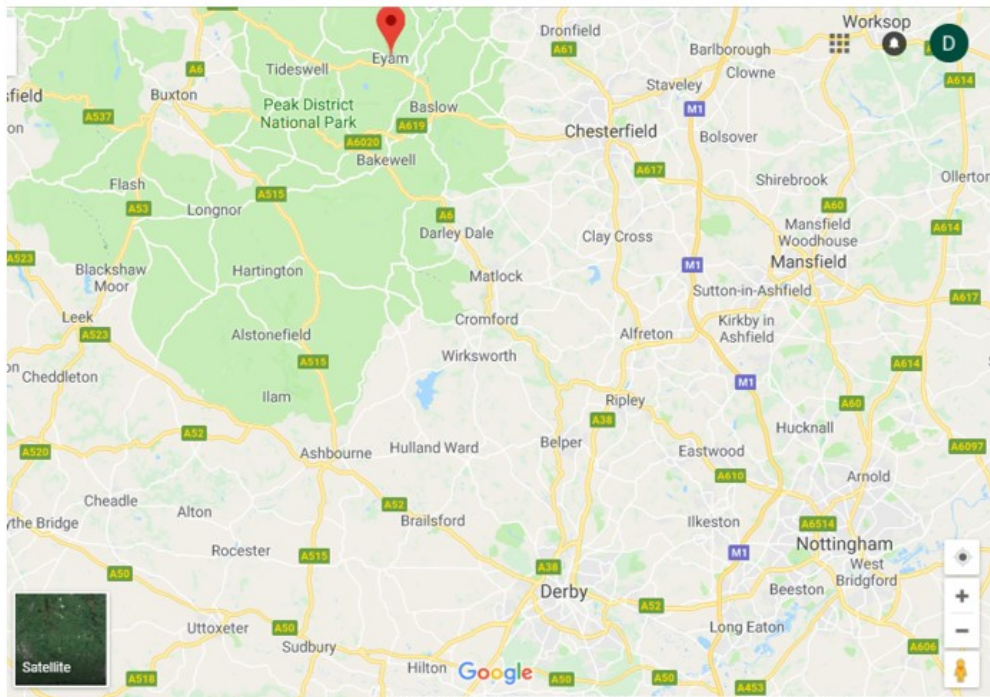 Worksop
Dronfield
A61
D
Barlborough
Eyam
A6
Tideswell
Clowne
A614
Staveley
sfield
Buxton
Peak District
National Park
Baslow
M1
A537
on
A619
Chesterfield
Bolsover
A6020
Bakewell
A617
Flash
A515
Shirebrook
Ollerton
A53
Longnor
A6
A60
Darley Dale
Clay Cross
Mansfield
Woodhouse
A614
A523
Blackshaw
Moor
Hartington
Matlock
M1
Mansfield
Sutton-in-Ashfield
A617
Leek
Cromford
Kirkby in
Ashfield
A523
Alstonefield
Alfreton
A515
Wirksworth
A614
on
Cheddleton
M1
Ilam
Ripley
A60
A38
Hucknall
A52
A520
Ashbourne
Hulland Ward
Belper
Eastwood
A6097
A610
Arnold
Cheadle
Alton
A52
Brailsford
ythe Bridge
Ilkeston
A6514
Nottingham
Rocester
A515
M1
West
Bridgford
A50
A38
Derby
Beeston
A52
Uttoxeter
A50
Long Eaton
Sudbury
A606
Satellite
Hilton
Google
A518
A50
A50
A453